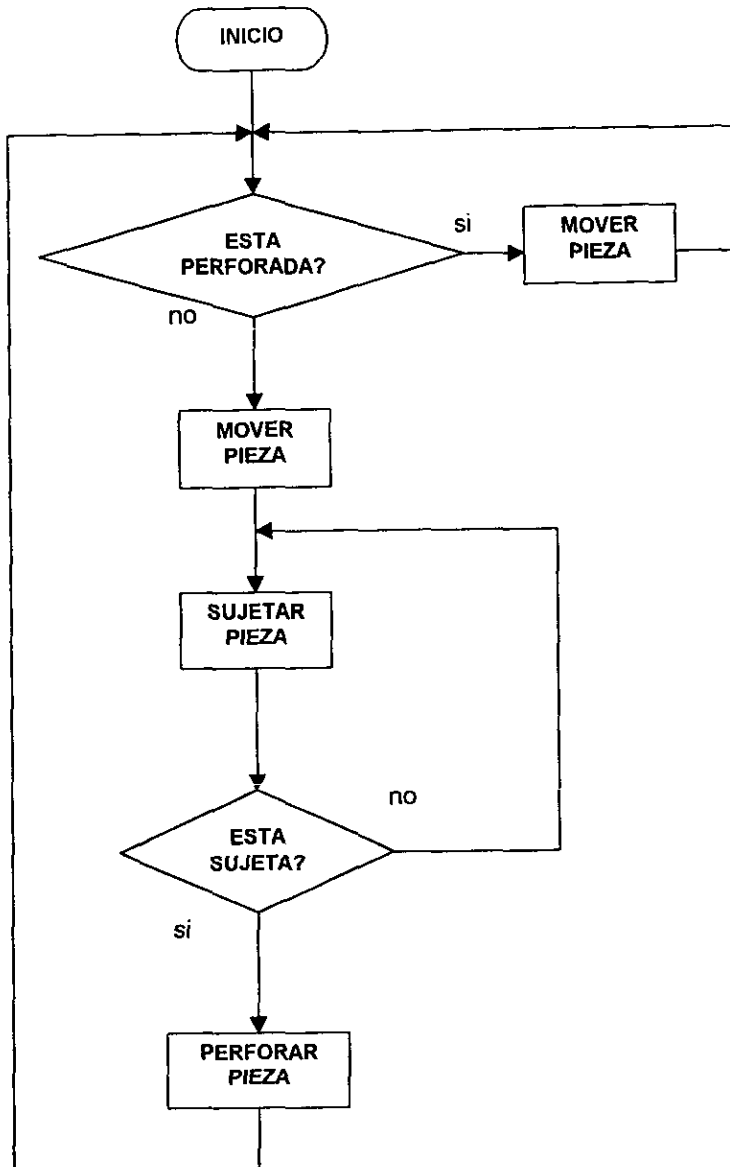 INICIO
ESTA
PERFORADA?
si
MOVER
PIEZA
no
MOVER
PIEZA
SUJETAR
PIEZA
ESTA
SUJETA?
no
si
PERFORAR
PIEZA